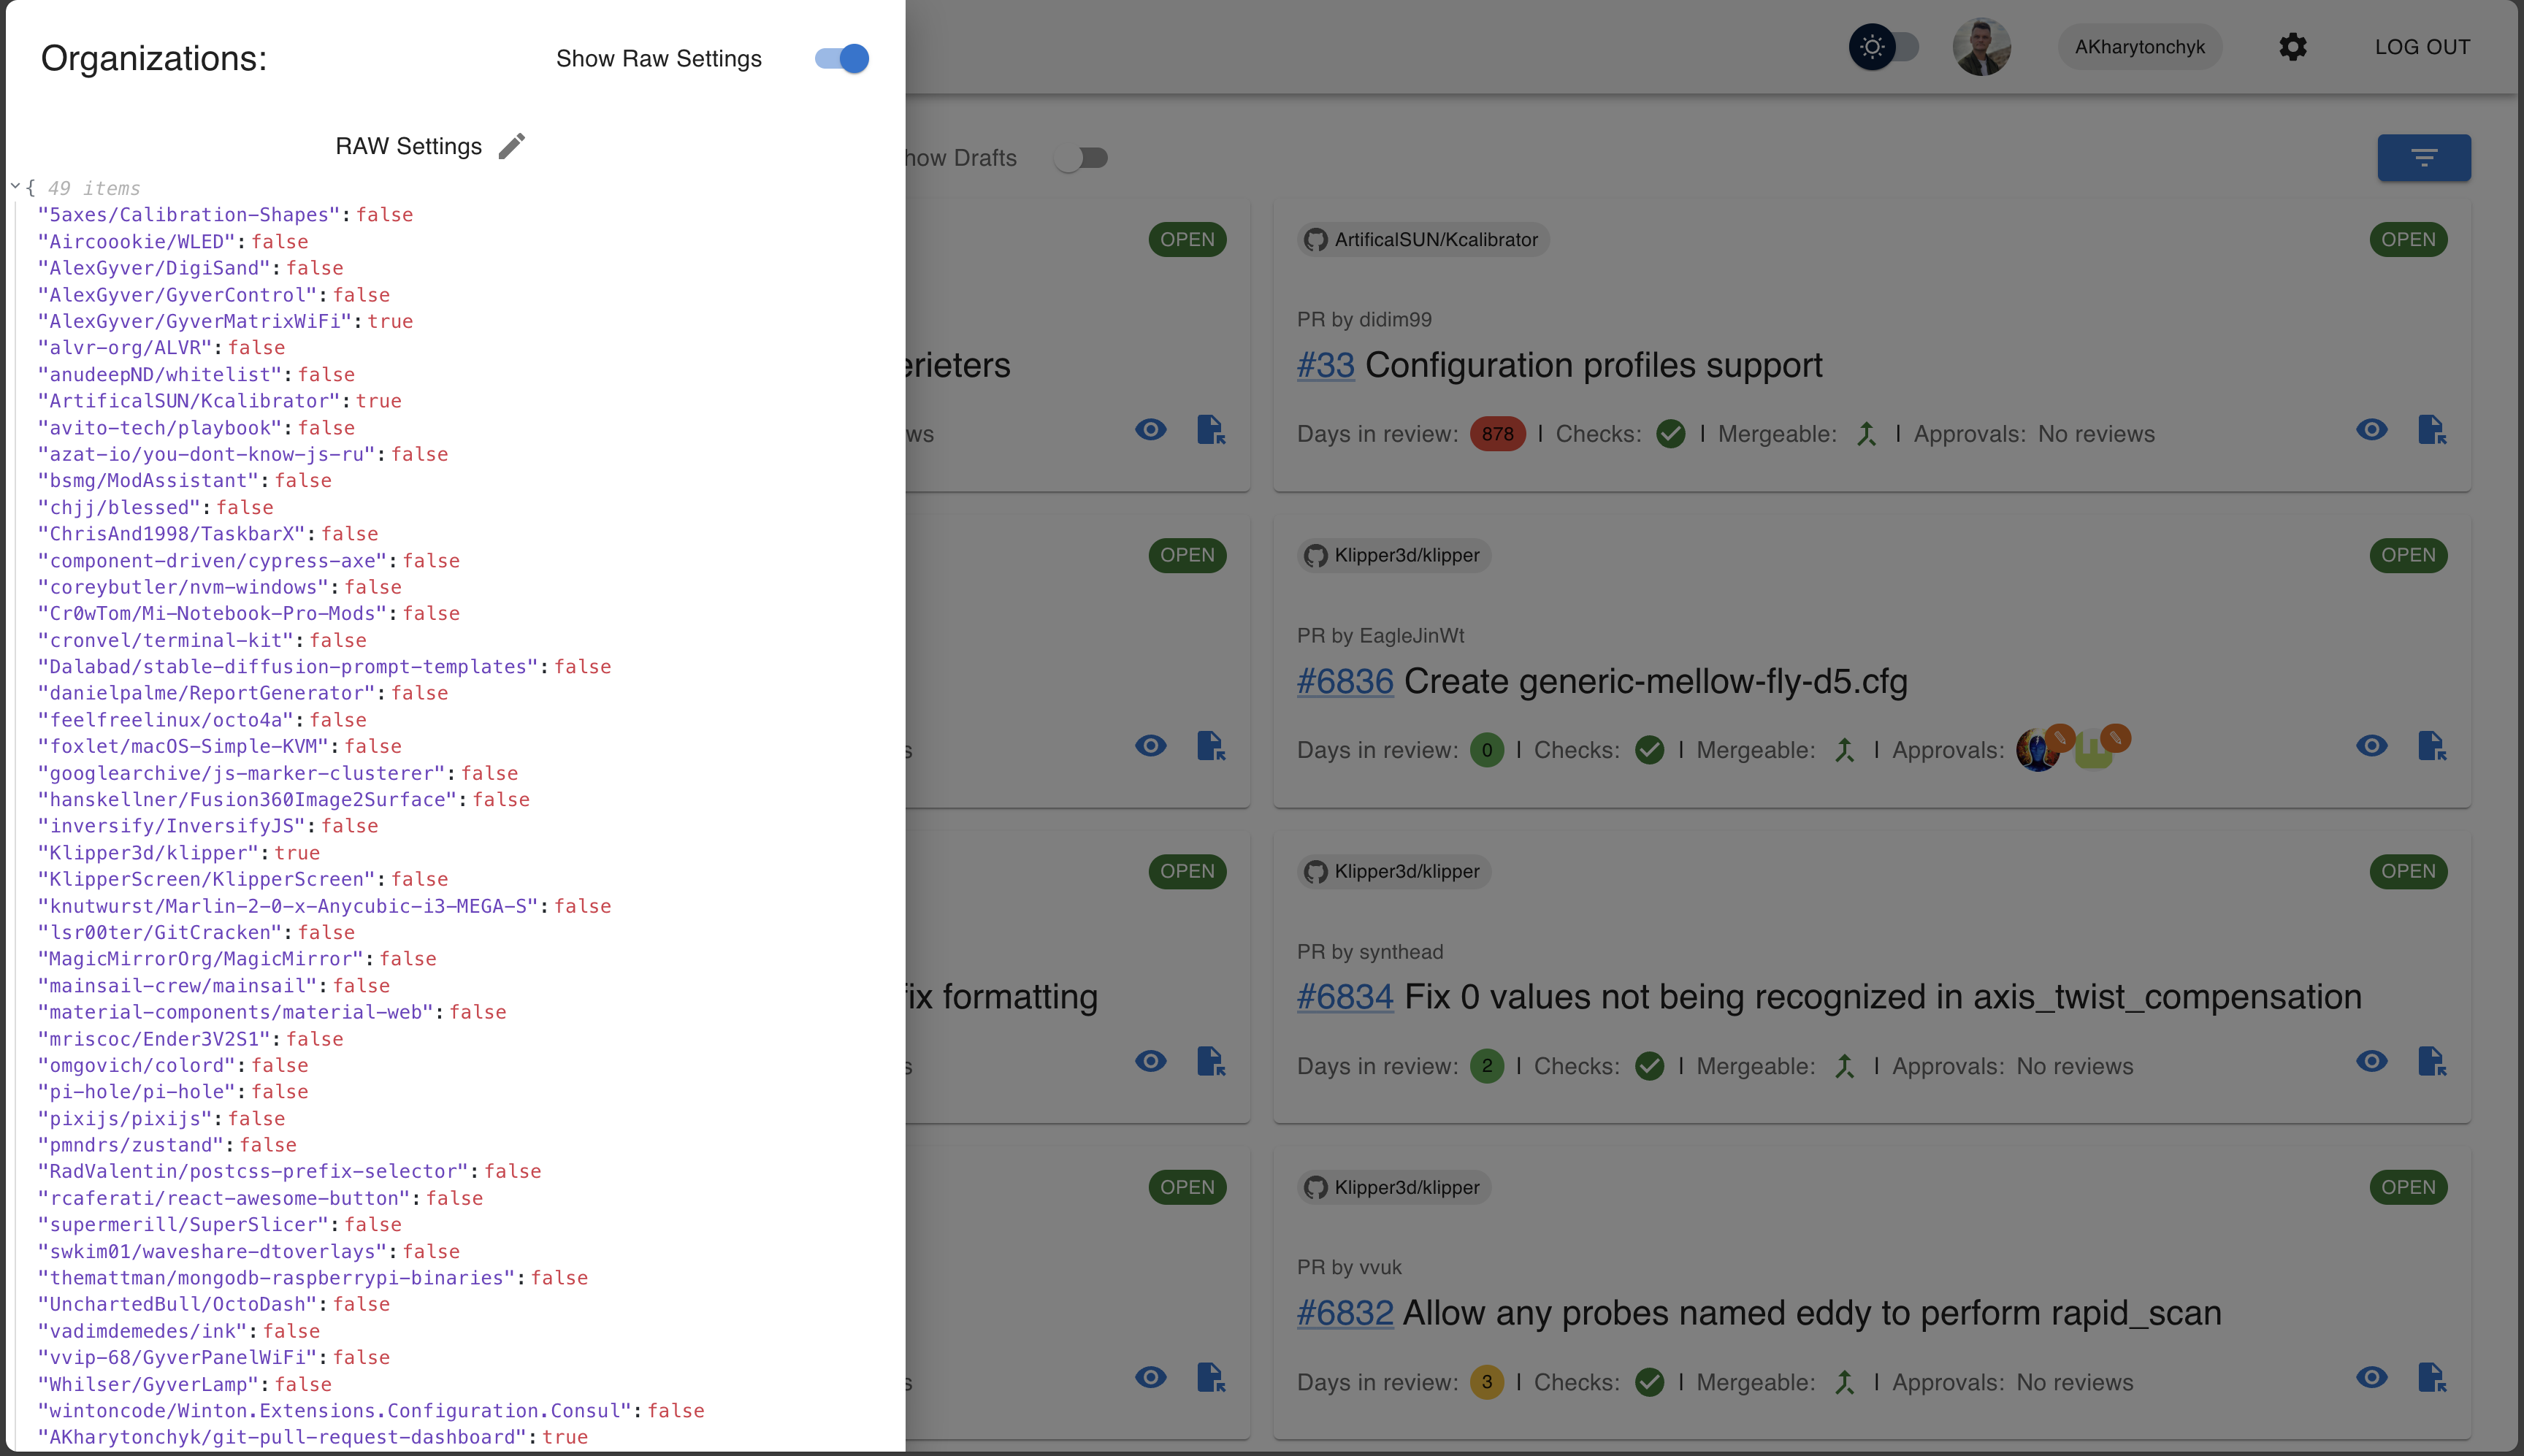 Organizations:
Show Raw Settings
RAW Settings
{ 49 items
"5axes/Calibration-Shapes":false
"Aircoookie/WLED":false
"AlexGyver/DigiSand":false
"AlexGyver/GyverControl":false
"AlexGyver/GyverMatrixWiFi":true
"alvr-org/ALVR":false
"anudeepND/whitelist":false
"ArtificalSUN/Kcalibrator":true
"avito-tech/playbook":false
"azat-io/you-dont-know-js-ru":false
"bsmg/ModAssistant":false
"chjj/blessed":false
"ChrisAnd1998/TaskbarX":false
"component-driven/cypress-axe":false
"coreybutler/nvm-windows":false
"Cr0wTom/Mi-Notebook-Pro-Mods":false
"cronvel/terminal-kit":false
"Dalabad/stable-diffusion-prompt-templates":false
"danielpalme/ReportGenerator":false
"feelfreelinux/octo4a":false
"foxlet/macOS-Simple-KVM":false
"googlearchive/js-marker-clusterer":false
"hanskellner/Fusion360Image2Surface":false
"inversify/InversifyJS":false
"Klipper3d/klipper":true
"KlipperScreen/KlipperScreen":false
"knutwurst/Marlin-2-0-x-Anycubic-i3-MEGA-S":false
"lsr00ter/GitCracken":false
"MagicMirrorOrg/MagicMirror":false
"mainsail-crew/mainsail":false
"material-components/material-web":false
"mriscoc/Ender3V2S1":false
"omgovich/colord":false
"pi-hole/pi-hole":false
"pixijs/pixijs":false
"pmndrs/zustand":false
"RadValentin/postcss-prefix-selector":false
"rcaferati/react-awesome-button":false
"supermerill/SuperSlicer":false
"swkim01/waveshare-dtoverlays":false
"themattman/mongodb-raspberrypi-binaries":false
"UnchartedBull/OctoDash":false
"vadimdemedes/ink":false
"vvip-68/GyverPanelWiFi":false
"Whilser/GyverLamp":false
"wintoncode/Winton.Extensions.Configuration.Consul":false
"AKharytonchyk/git-pull-request-dashboard":true
AKharytonchyk
LOG OUT
how Drafts
OPEN
erieters
ws
ArtificalSUN/Kcalibrator
OPEN
PR by didim99
#33 Configuration profiles support
Days in review: 878 | Checks: | Mergeable: | Approvals: No reviews
OPEN
s
Klipper3d/klipper
OPEN
PR by EagleJinWt
#6836 Create generic-mellow-fly-d5.cfg
Days in review: 0 | Checks: | Mergeable: | Approvals:
OPEN
ix formatting
s
Klipper3d/klipper
OPEN
PR by synthead
#6834 Fix 0 values not being recognized in axis_twist_compensation
Days in review: 2 | Checks: | Mergeable: | Approvals: No reviews
OPEN
s
Klipper3d/klipper
OPEN
PR by vvuk
#6832 Allow any probes named eddy to perform rapid_scan
Days in review: 3 | Checks: | Mergeable: | Approvals: No reviews